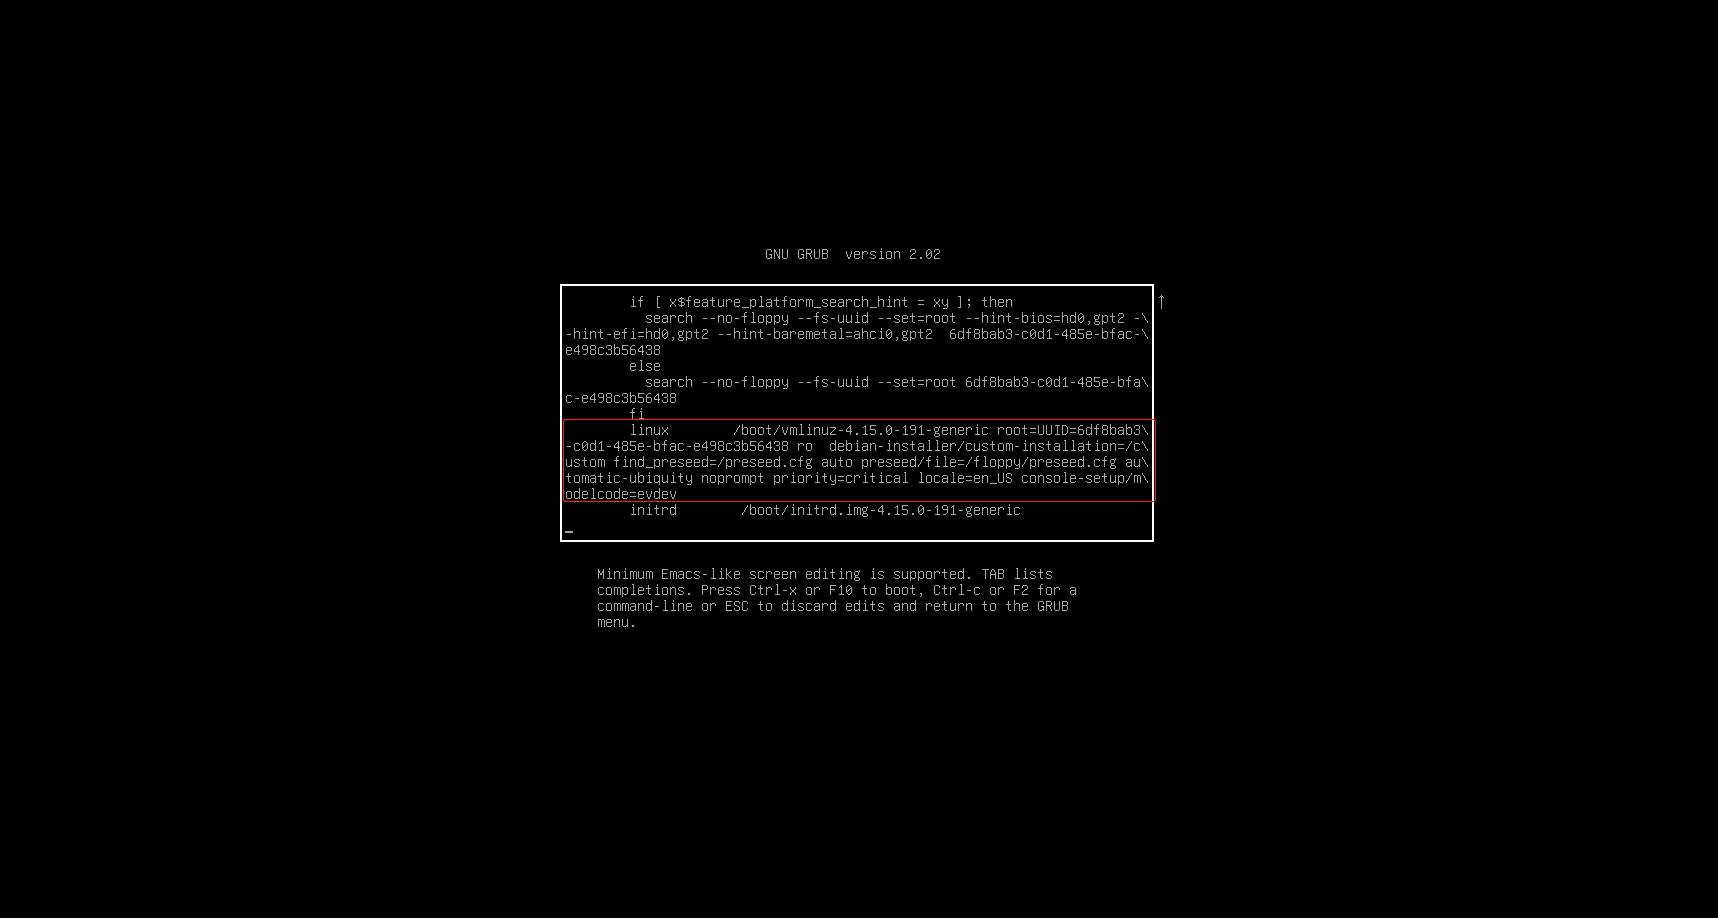 GNU GRUB  version 2.02
if [ x$feature_platform_search_hint = xy ]; then
search --no-floppy --fs-uuid --set=root --hint-bios=hd0,gpt2 -\
-hint-efi=hd0,gpt2 --hint-baremetal=ahci0,gpt2  6df8bab3-c0d1-485e-bfac-\
e498c3b56438
else
search --no-floppy --fs-uuid --set=root 6df8bab3-c0d1-485e-bfa\
c-e498c3b56438
fi
linux        /boot/vmlinuz-4.15.0-191-generic root=UUID=6df8bab3\
-c0d1-485e-bfac-e498c3b56438 ro  debian-installer/custom-installation=/c\
ustom find_preseed=/preseed.cfg auto preseed/file=/floppy/preseed.cfg au\
tomatic-ubiquity noprompt priority=critical locale=en_US console-setup/m\
odelcode=evdev
initrd        /boot/initrd.img-4.15.0-191-generic
Minimum Emacs-like screen editing is supported. TAB lists
completions. Press Ctrl-x or F10 to boot, Ctrl-c or F2 for a
command-line or ESC to discard edits and return to the GRUB
menu.